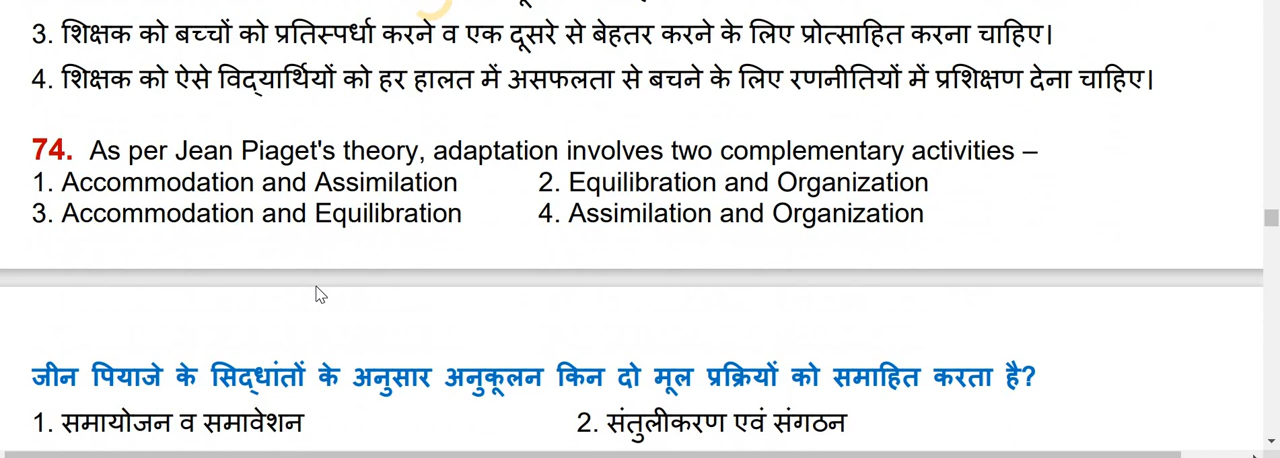 3. शिक्षक को बच्चों को प्रतिस्पर्धा करने व एक दूसरे से बेहतर करने के लिए प्रोत्साहित करना चाहिए।
4. शिक्षक को ऐसे विद्यार्थियों को हर हालत में असफलता से बचने के लिए रणनीतियों में प्रशिक्षण देना चाहिए।
74. As per Jean Piaget's theory, adaptation involves two complementary activities –
1. Accommodation and Assimilation 2. Equilibration and Organization
3. Accommodation and Equilibration 4. Assimilation and Organization
जीन पियाजे के सिद्धांतों के अनुसार अनुकूलन किन दो मूल प्रक्रियों को समाहित करता है?
1. समायोजन व समावेशन 2. संतुलीकरण एवं संगठन